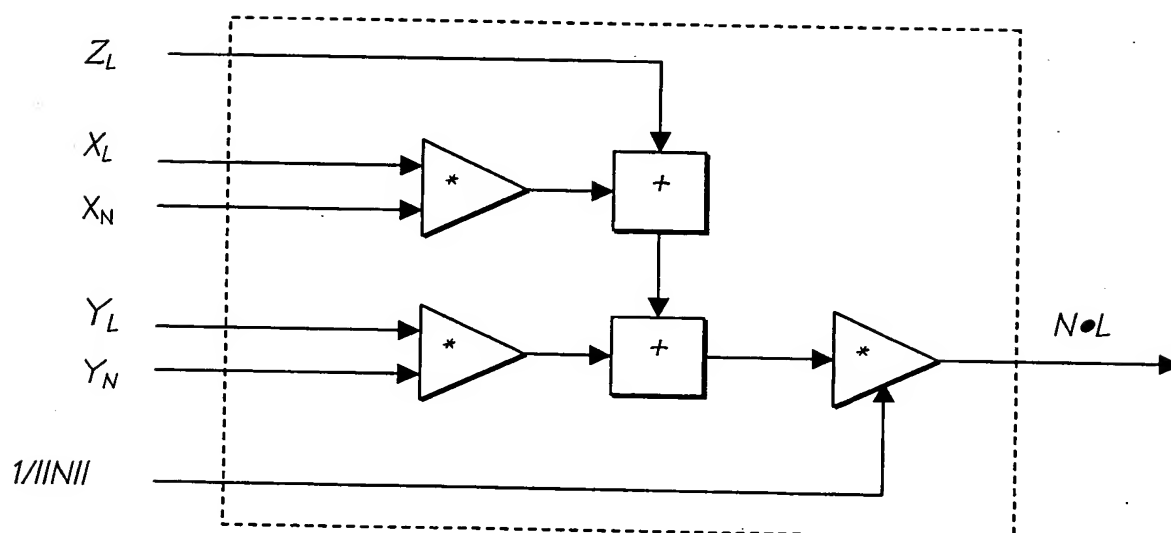 Z_L
X_L
*
+
X_N
Y_L
*
+
*
N•L
Y_N
1/||N||